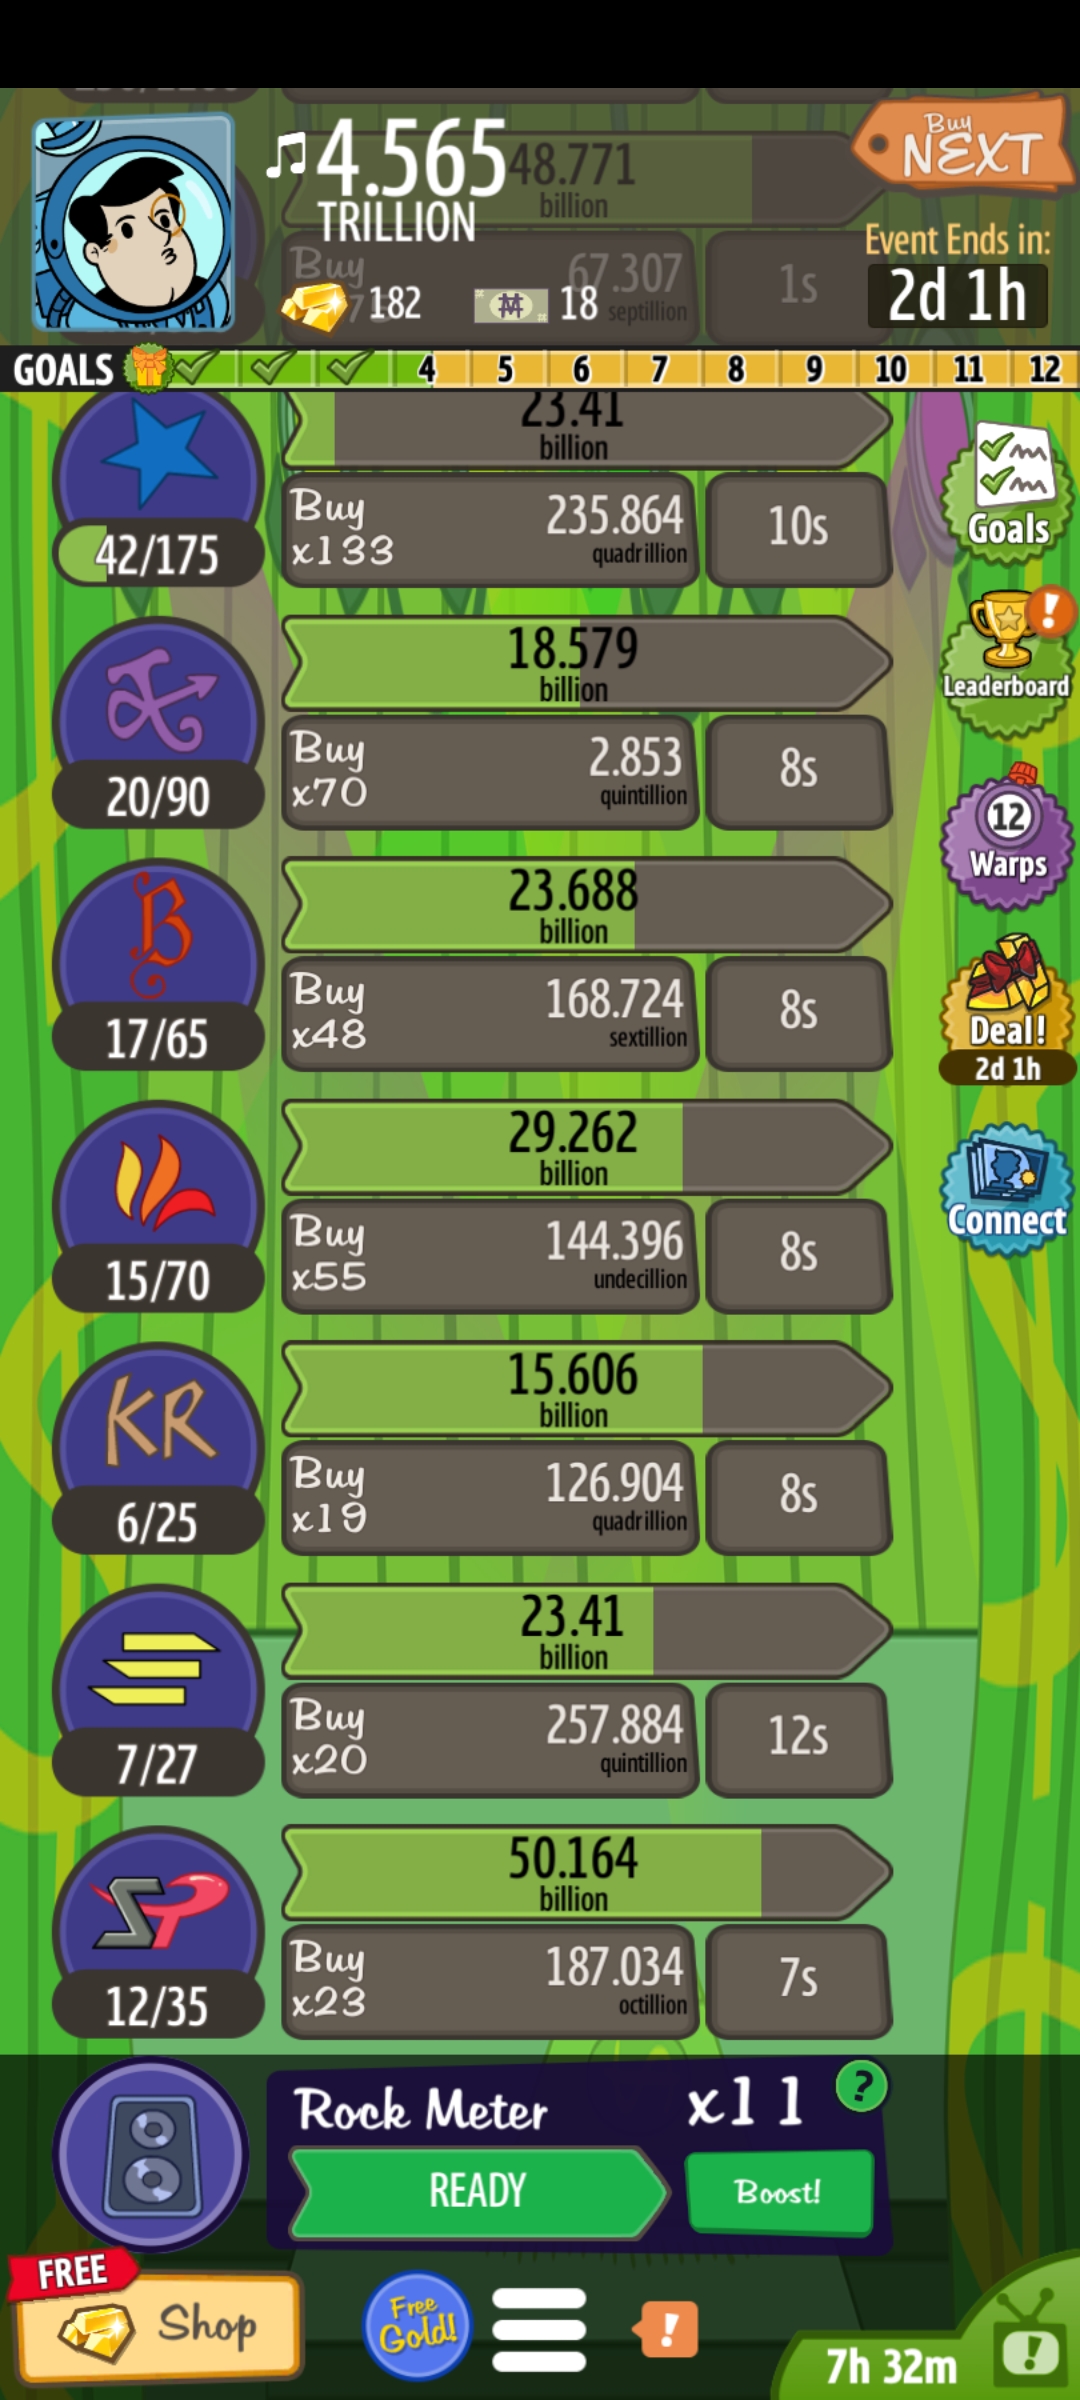 4.565
TRILLION
48.771
billion
Buy
NEXT
Buy
67.307
septillion
1s
182
18
Event Ends in:
2d 1h
GOALS
4 5 6 7 8 9 10 11 12
23.41
billion
42/175
Buy
x133
235.864
quadrillion
10s
Goals
18.579
billion
20/90
Buy
x70
2.853
quintillion
8s
Leaderboard
23.688
billion
B
17/65
Buy
x48
168.724
sextillion
8s
12
Warps
29.262
billion
15/70
Buy
x55
144.396
undecillion
8s
Deal!
2d 1h
Connect
15.606
billion
KR
6/25
Buy
x19
126.904
quadrillion
8s
23.41
billion
7/27
Buy
x20
257.884
quintillion
12s
50.164
billion
SP
12/35
Buy
x23
187.034
octillion
7s
Rock Meter
x11
?
READY
Boost!
FREE
Shop
Free
Gold!
!
7h 32m
!